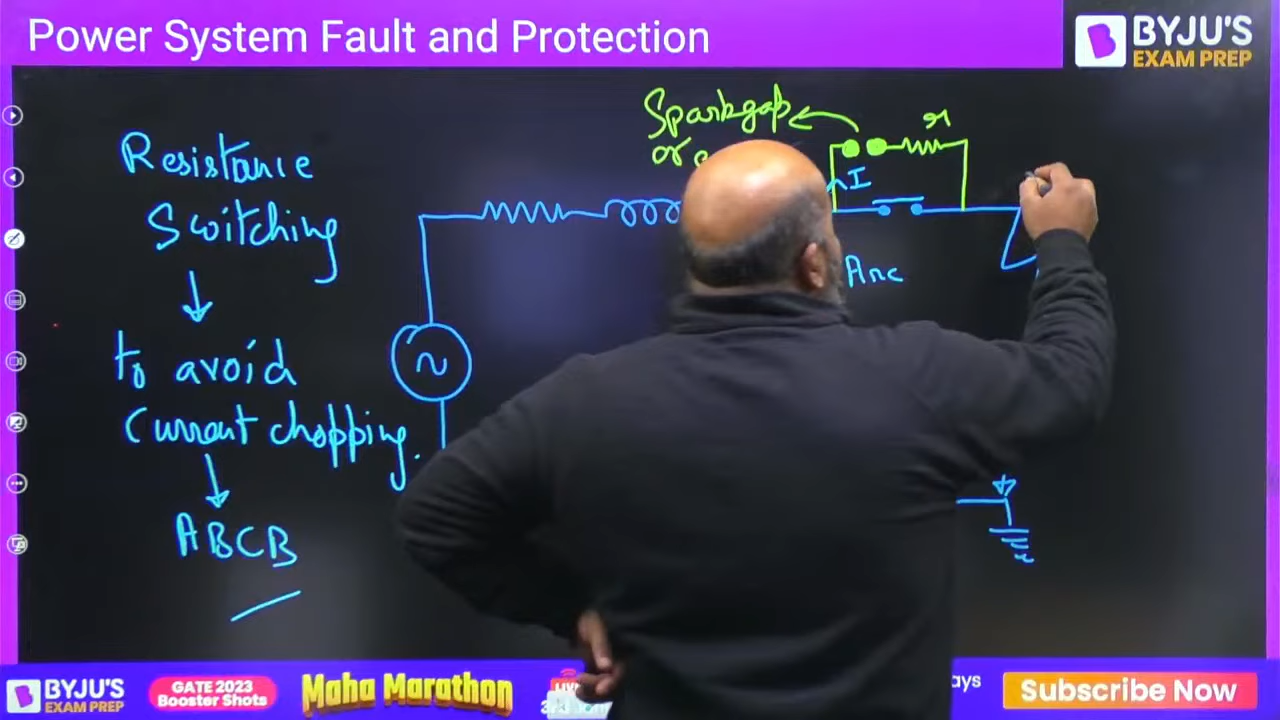 Power System Fault and Protection
BYJU'S
EXAM PREP
Resistance
Switching
to avoid
Current chopping.
ABCB
Sparkgap
or
r
I
Arc
BYJU'S
EXAM PREP
GATE 2023
Booster Shots
Maha Marathon
Subscribe Now